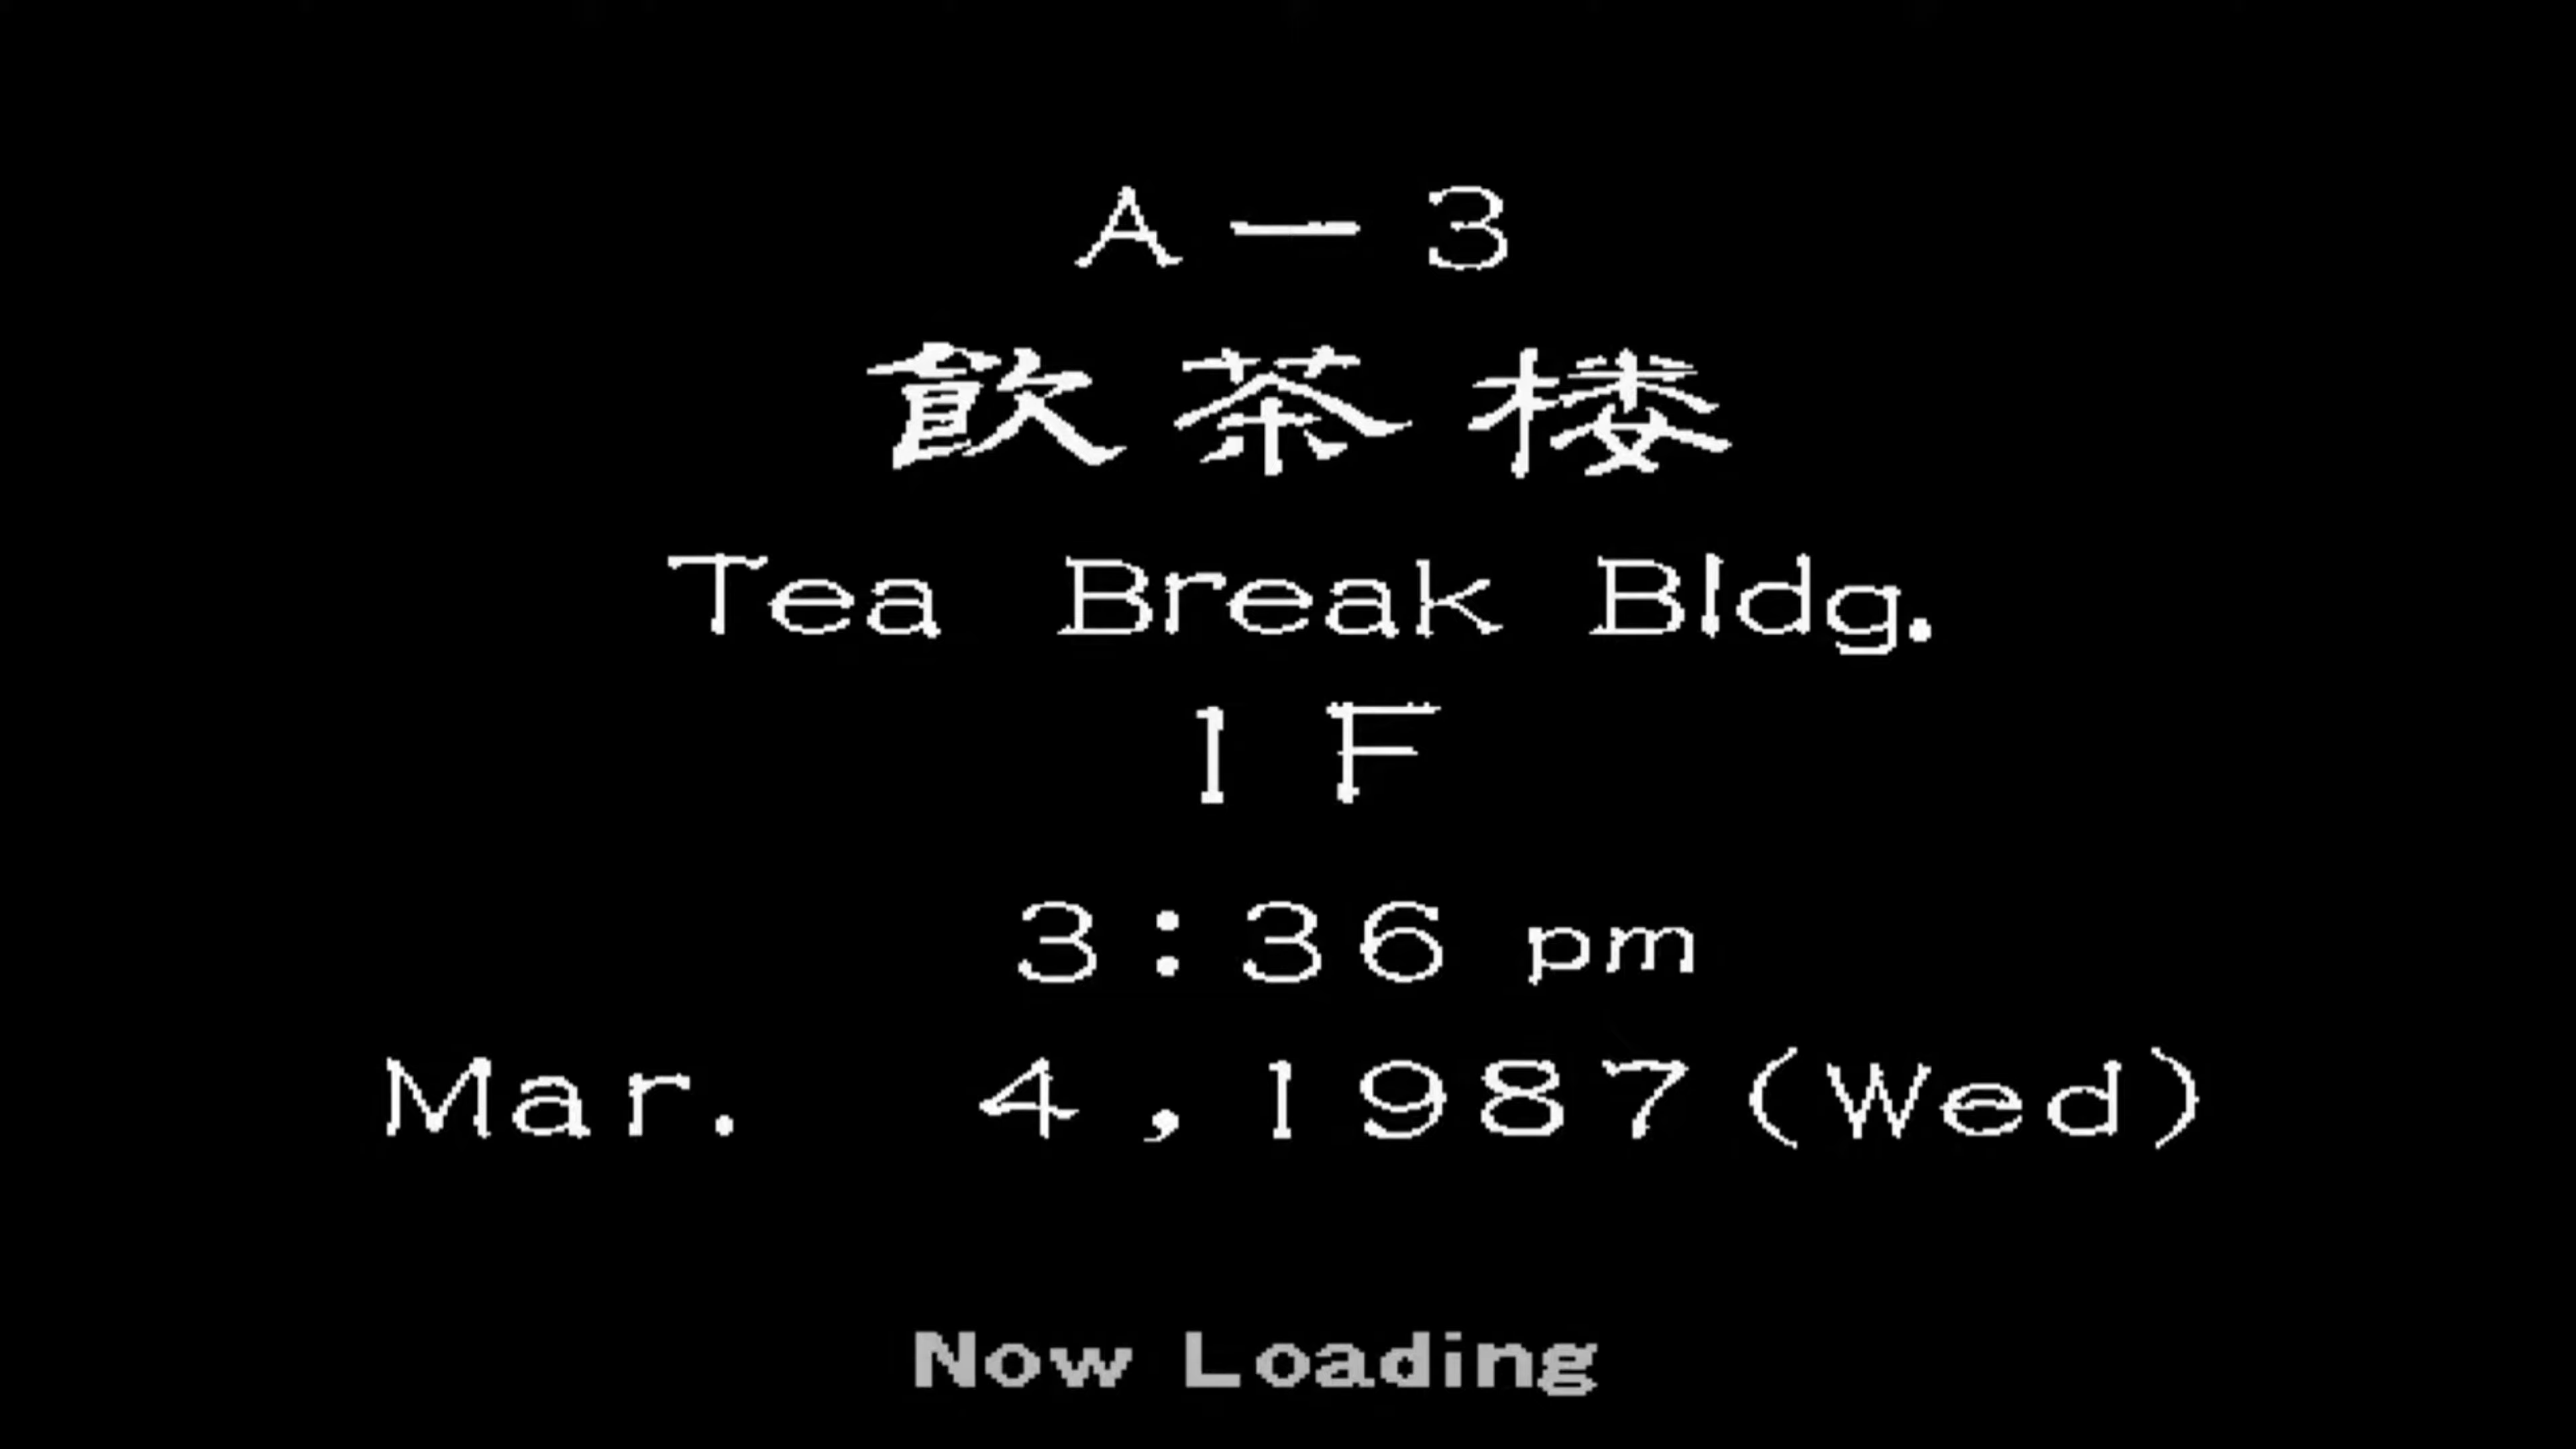 A－3
飲茶楼
Tea Break Bldg.
1F
3:36 pm
Mar. 4,1987(Wed)
Now Loading